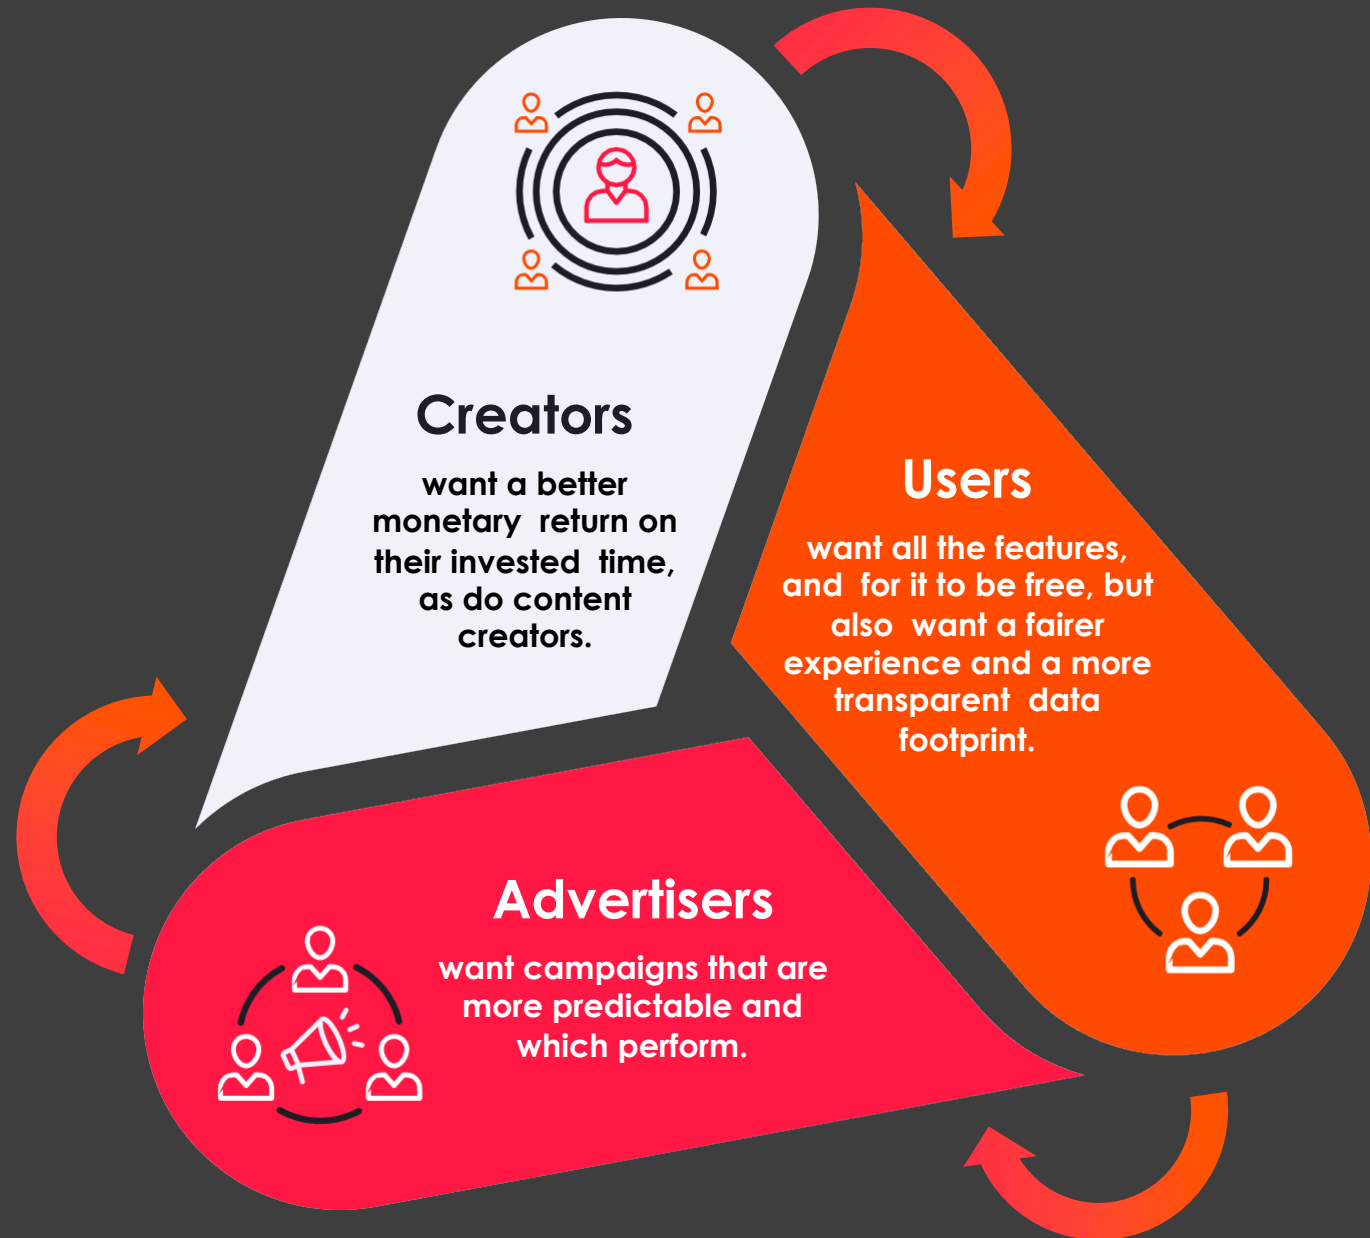 Creators
want a better
monetary return on
their invested time,
as do content
creators.
Users
want all the features,
and for it to be free, but
also want a fairer
experience and a more
transparent data
footprint.
Advertisers
want campaigns that are
more predictable and
which perform.